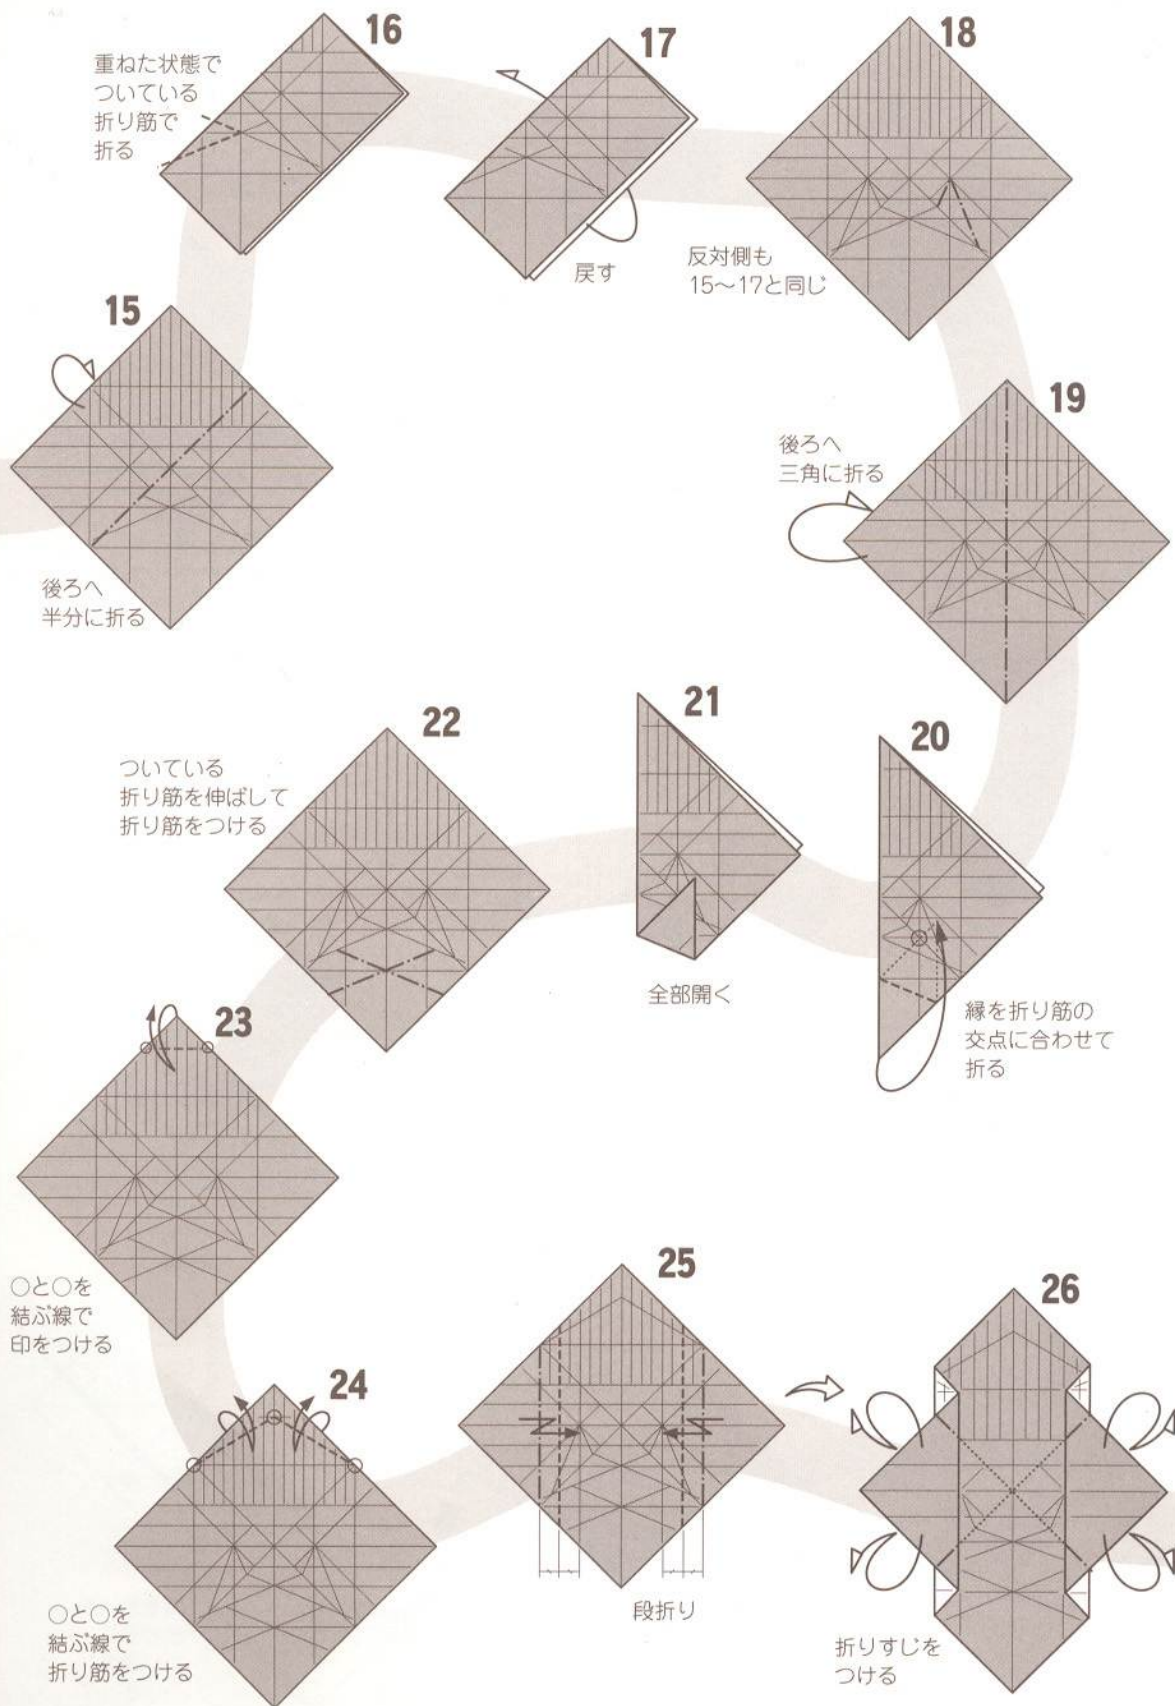 15
後ろへ
半分に折る
16
重ねた状態で
ついている
折り筋で
折る
17
戻す
18
反対側も
15〜17と同じ
19
後ろへ
三角に折る
20
縁を折り筋の
交点に合わせて
折る
21
全部開く
22
ついている
折り筋を伸ばして
折り筋をつける
23
○と○を
結ぶ線で
印をつける
24
○と○を
結ぶ線で
折り筋をつける
25
段折り
26
折りすじを
つける